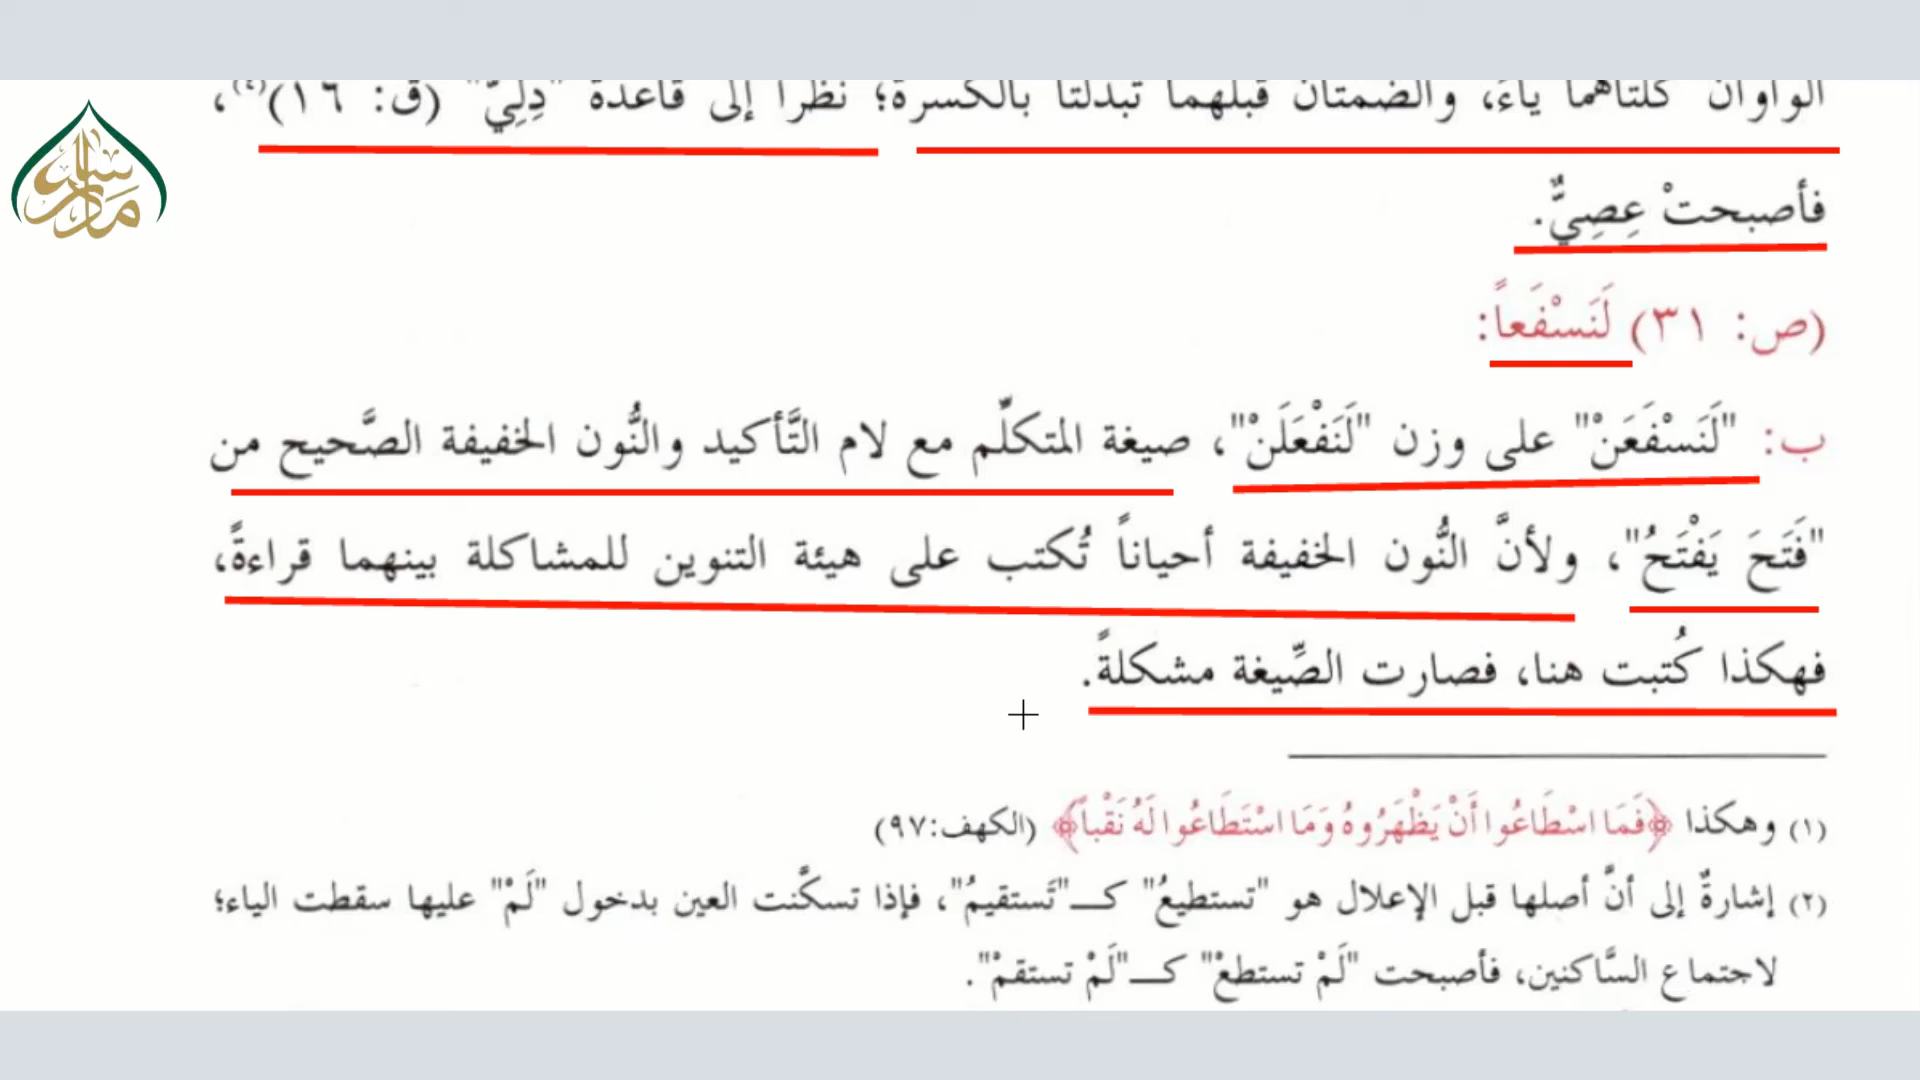 الواوان كلتاهما ياءً، والضمتان قبلهما تبدلتا بالكسرة؛ نظراً إلى قاعدة "دِلِيٌّ" (ق: ١٦)(٤)،
فأصبحتْ عِصِيٌّ.
(ص: ٣١) لَنَسْفَعاً:
ب: "لَنَسْفَعَنْ" على وزن "لَنَفْعَلَنْ"، صيغة المتكلّم مع لام التَّأكيد والنُّون الخفيفة الصَّحيح من
"فَتَحَ يَفْتَحُ"، ولأنَّ النُّون الخفيفة أحياناً تُكتب على هيئة التنوين للمشاكلة بينهما قراءةً،
فهكذا كُتبت هنا، فصارت الصِّيغة مشكلةً.
(١) وهكذا ﴿فَمَا اسْطَاعُوا أَنْ يَظْهَرُوهُ وَمَا اسْتَطَاعُوا لَهُ نَقْباً﴾ (الكهف:٩٧)
(٢) إشارةٌ إلى أنَّ أصلها قبل الإعلال هو "تستطيعُ" كـ"تَستقيمُ"، فإذا تسكَّنت العين بدخول "لَمْ" عليها سقطت الياء؛
لاجتماع السَّاكنين، فأصبحت "لَمْ تستطعْ" كـ"لَمْ تستقمْ".